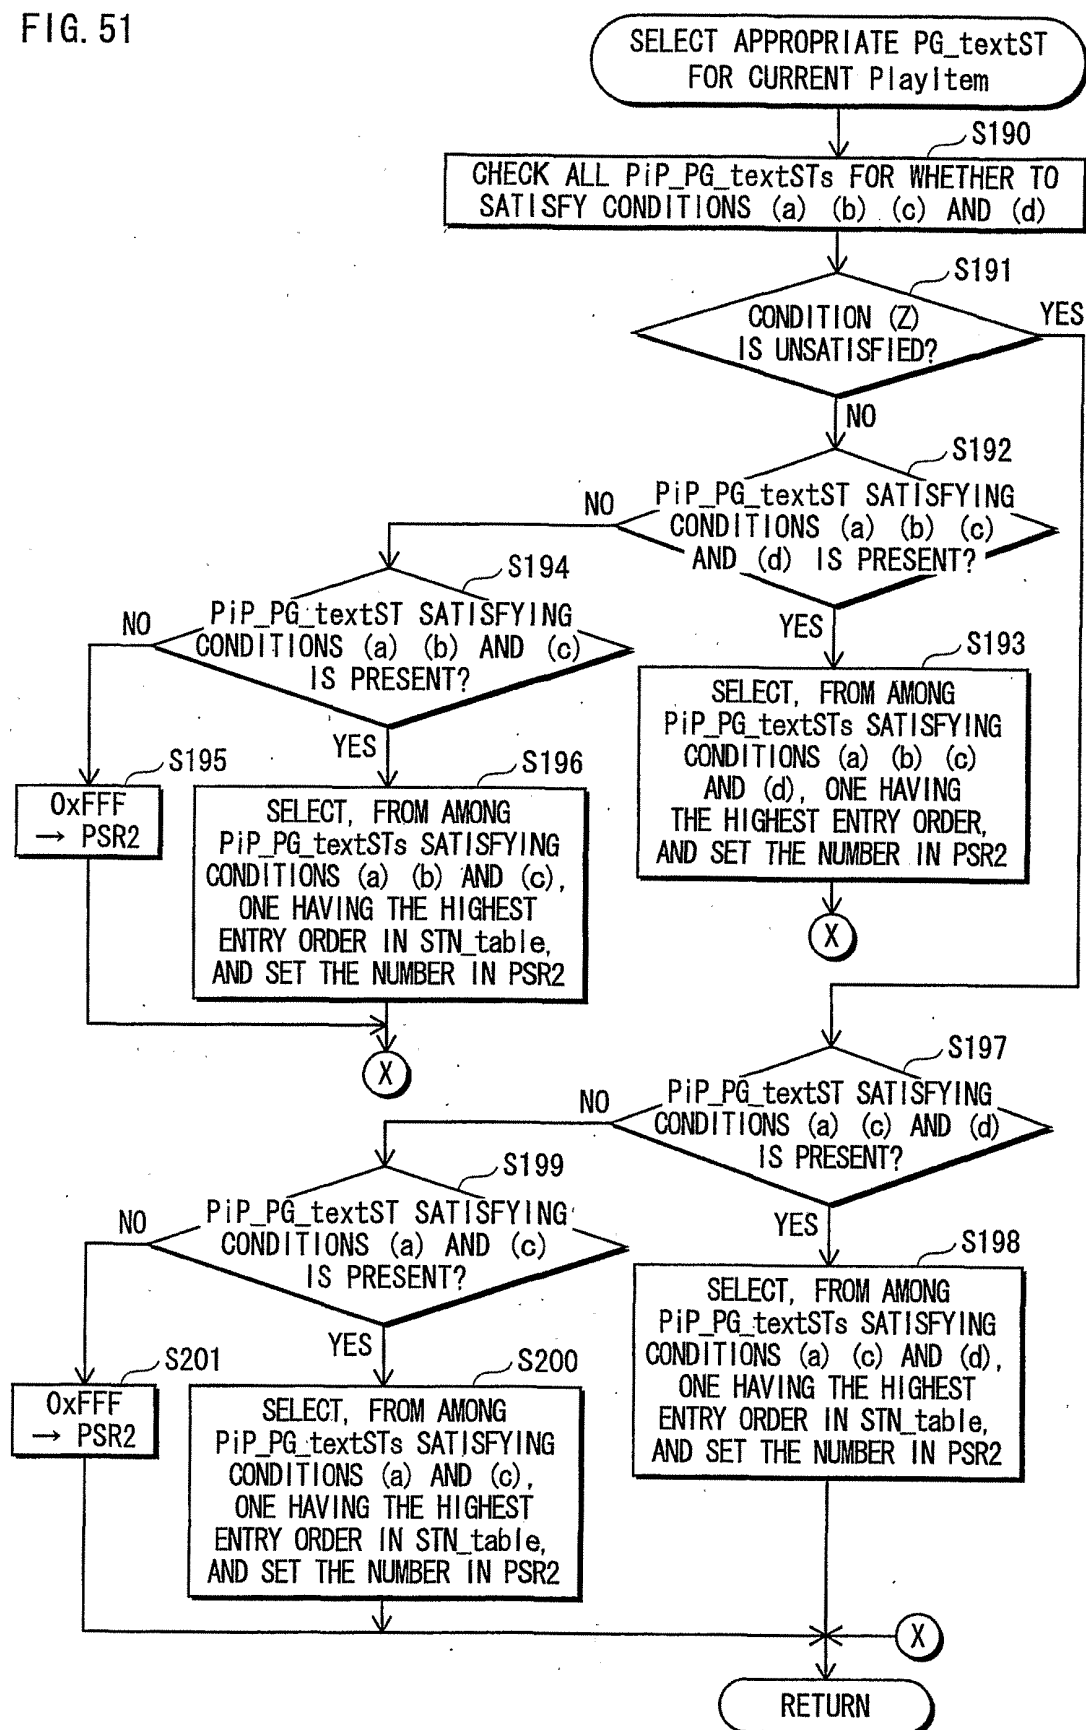 FIG. 51
SELECT APPROPRIATE PG_textST
FOR CURRENT PlayItem
S190
CHECK ALL PiP_PG_textSTs FOR WHETHER TO
SATISFY CONDITIONS (a) (b) (c) AND (d)
S191
CONDITION (Z)
IS UNSATISFIED?
YES
NO
S192
PiP_PG_textST SATISFYING
CONDITIONS (a) (b) (c)
AND (d) IS PRESENT?
NO
YES
S194
PiP_PG_textST SATISFYING
CONDITIONS (a) (b) AND (c)
IS PRESENT?
NO
YES
S193
SELECT, FROM AMONG
PiP_PG_textSTs SATISFYING
CONDITIONS (a) (b) (c)
AND (d), ONE HAVING
THE HIGHEST ENTRY ORDER,
AND SET THE NUMBER IN PSR2
X
S195
0xFFF
→ PSR2
S196
SELECT, FROM AMONG
PiP_PG_textSTs SATISFYING
CONDITIONS (a) (b) AND (c),
ONE HAVING THE HIGHEST
ENTRY ORDER IN STN_table,
AND SET THE NUMBER IN PSR2
X
S197
PiP_PG_textST SATISFYING
CONDITIONS (a) (c) AND (d)
IS PRESENT?
NO
YES
S199
PiP_PG_textST SATISFYING
CONDITIONS (a) AND (c)
IS PRESENT?
NO
YES
S198
SELECT, FROM AMONG
PiP_PG_textSTs SATISFYING
CONDITIONS (a) (c) AND (d),
ONE HAVING THE HIGHEST
ENTRY ORDER IN STN_table,
AND SET THE NUMBER IN PSR2
S201
0xFFF
→ PSR2
S200
SELECT, FROM AMONG
PiP_PG_textSTs SATISFYING
CONDITIONS (a) AND (c),
ONE HAVING THE HIGHEST
ENTRY ORDER IN STN_table,
AND SET THE NUMBER IN PSR2
X
RETURN